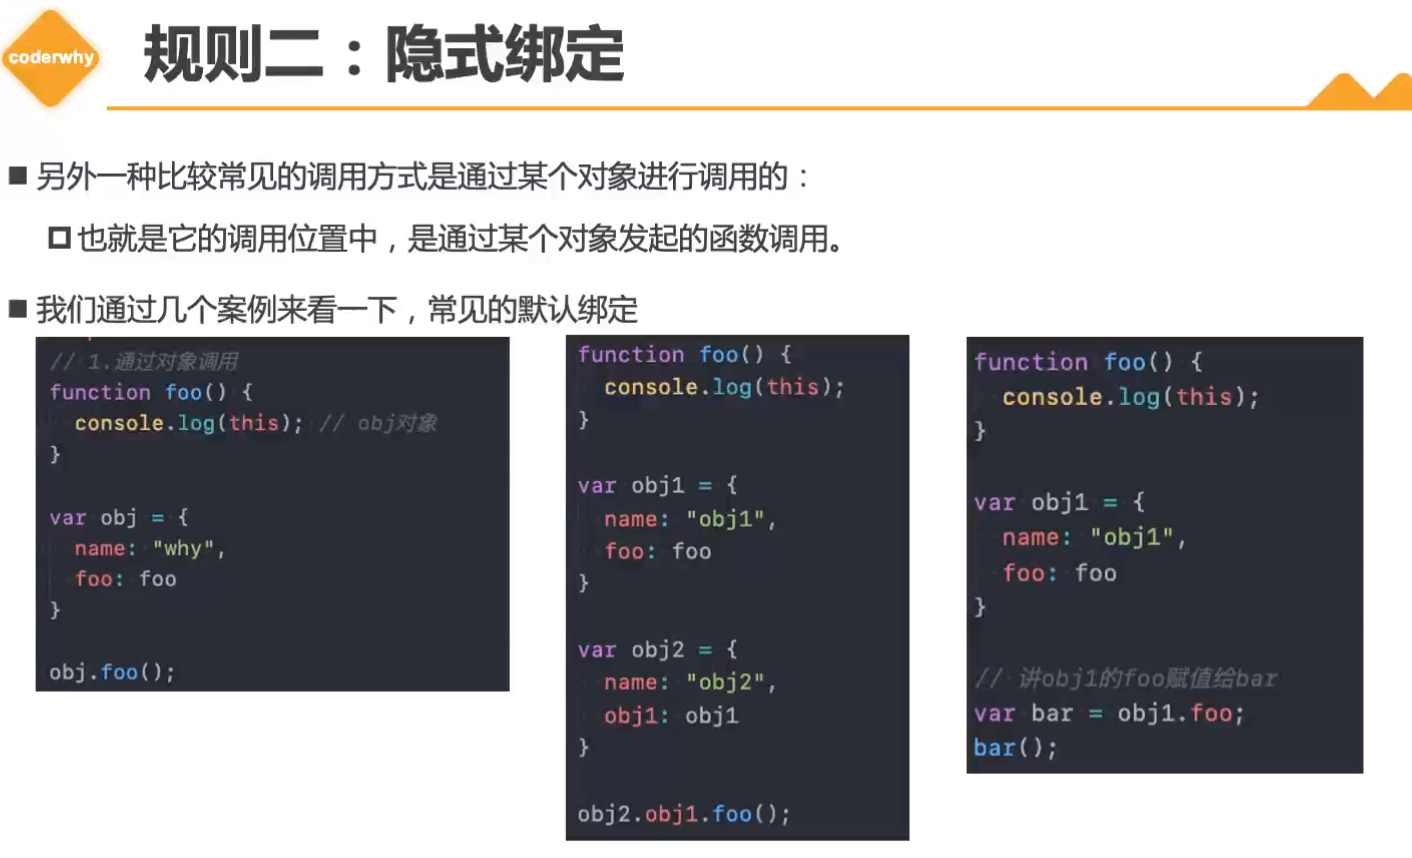 coderwhy
规则二：隐式绑定
■ 另外一种比较常见的调用方式是通过某个对象进行调用的：
也就是它的调用位置中，是通过某个对象发起的函数调用。
■ 我们通过几个案例来看一下，常见的默认绑定
// 1.通过对象调用
function foo() {
  console.log(this); // obj对象
}

var obj = {
  name: "why",
  foo: foo
}

obj.foo();
function foo() {
  console.log(this);
}

var obj1 = {
  name: "obj1",
  foo: foo
}

var obj2 = {
  name: "obj2",
  obj1: obj1
}

obj2.obj1.foo();
function foo() {
  console.log(this);
}

var obj1 = {
  name: "obj1",
  foo: foo
}

// 讲obj1的foo赋值给bar
var bar = obj1.foo;
bar();